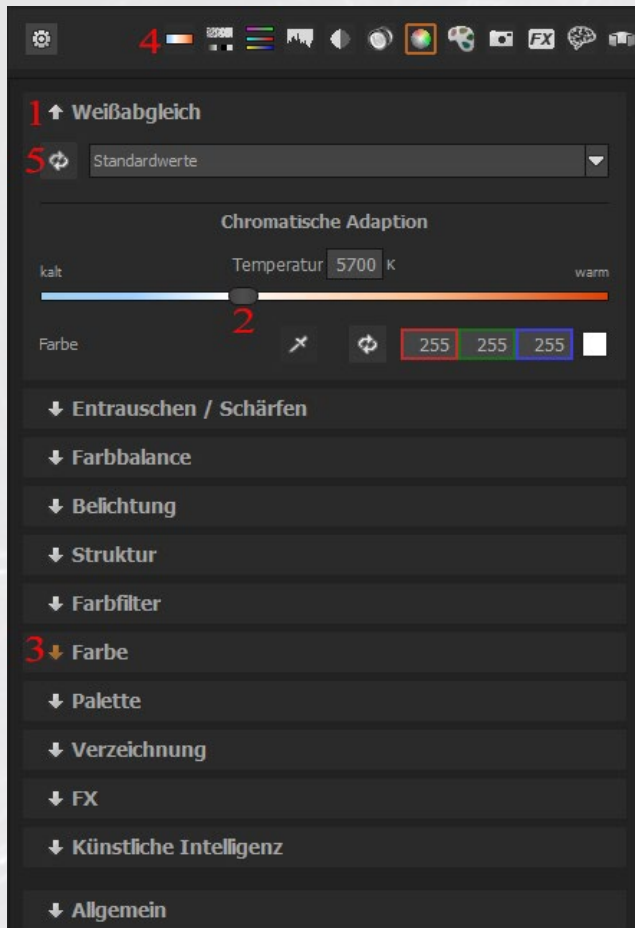 4 FX
1 Weißabgleich
5 Standardwerte
Chromatische Adaption
kalt Temperatur 5700 K warm
2
Farbe 255 255 255
Entrauschen / Schärfen
Farbbalance
Belichtung
Struktur
Farbfilter
3 Farbe
Palette
Verzeichnung
FX
Künstliche Intelligenz
Allgemein